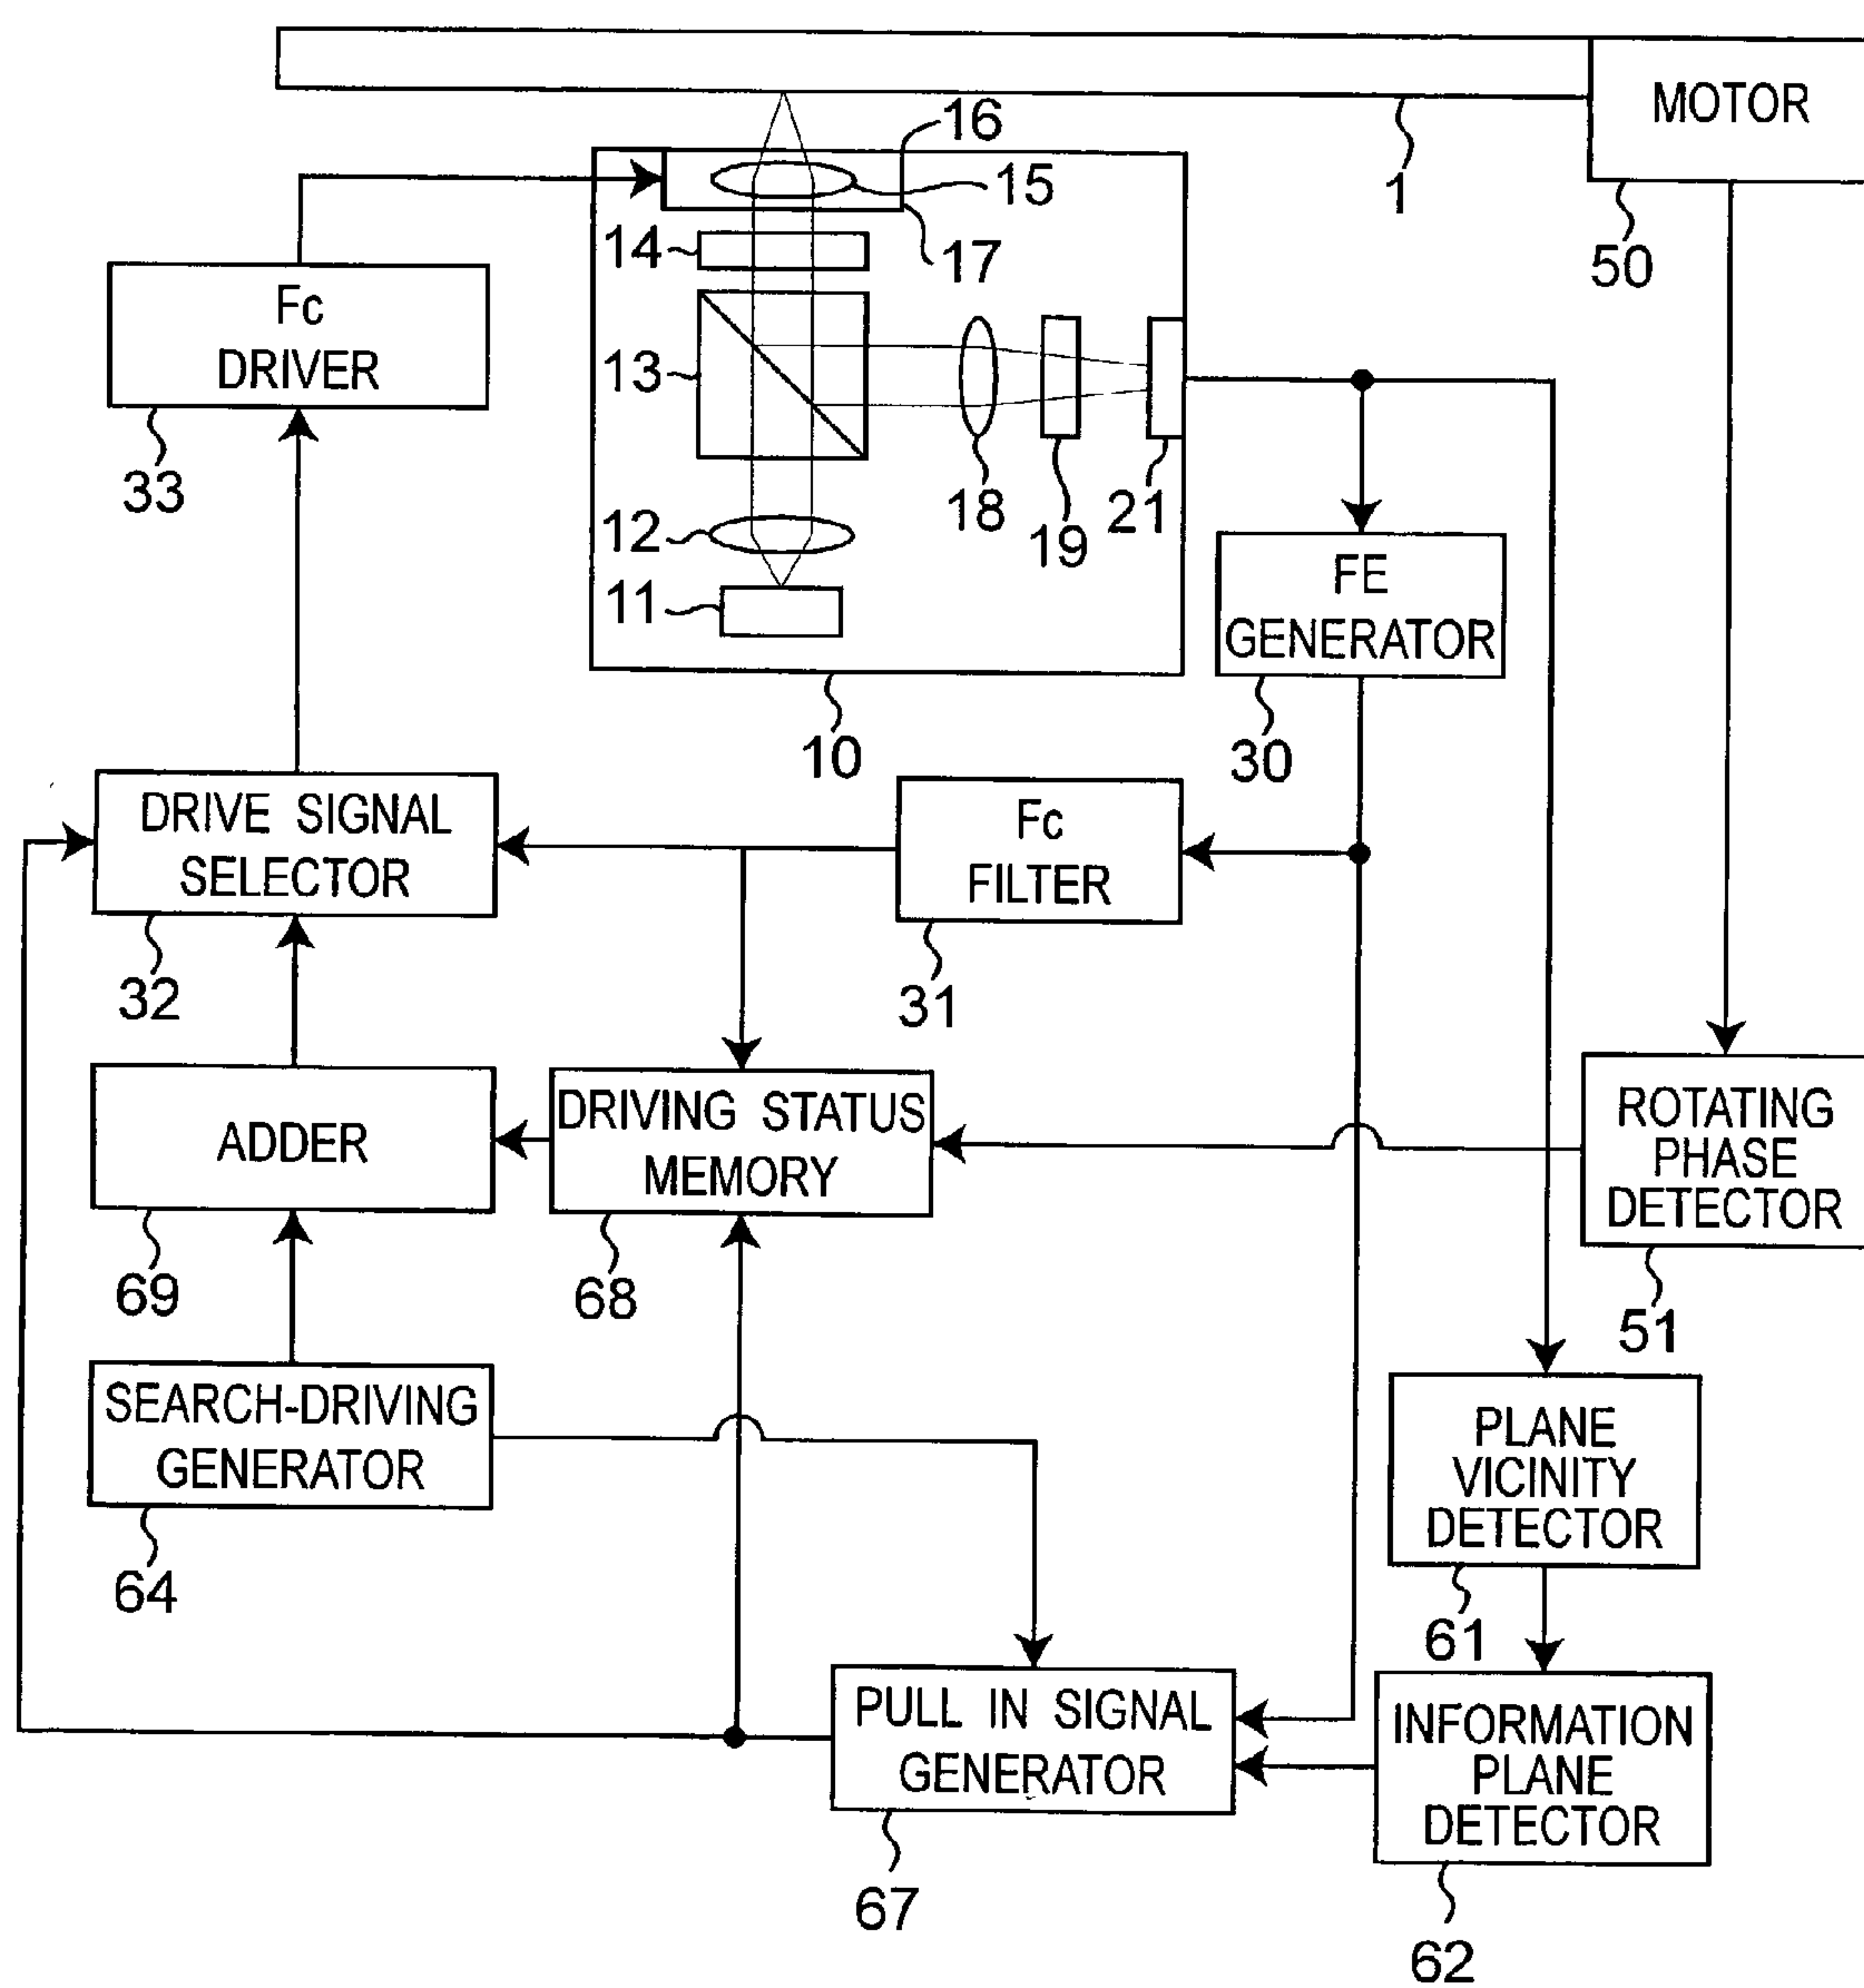 MOTOR
16
15
1
50
14
17
Fc
DRIVER
33
13
18
19
21
12
11
FE
GENERATOR
10
30
DRIVE SIGNAL
SELECTOR
32
Fc
FILTER
31
ADDER
69
DRIVING STATUS
MEMORY
68
ROTATING
PHASE
DETECTOR
51
SEARCH-DRIVING
GENERATOR
64
PLANE
VICINITY
DETECTOR
61
PULL IN SIGNAL
GENERATOR
67
INFORMATION
PLANE
DETECTOR
62